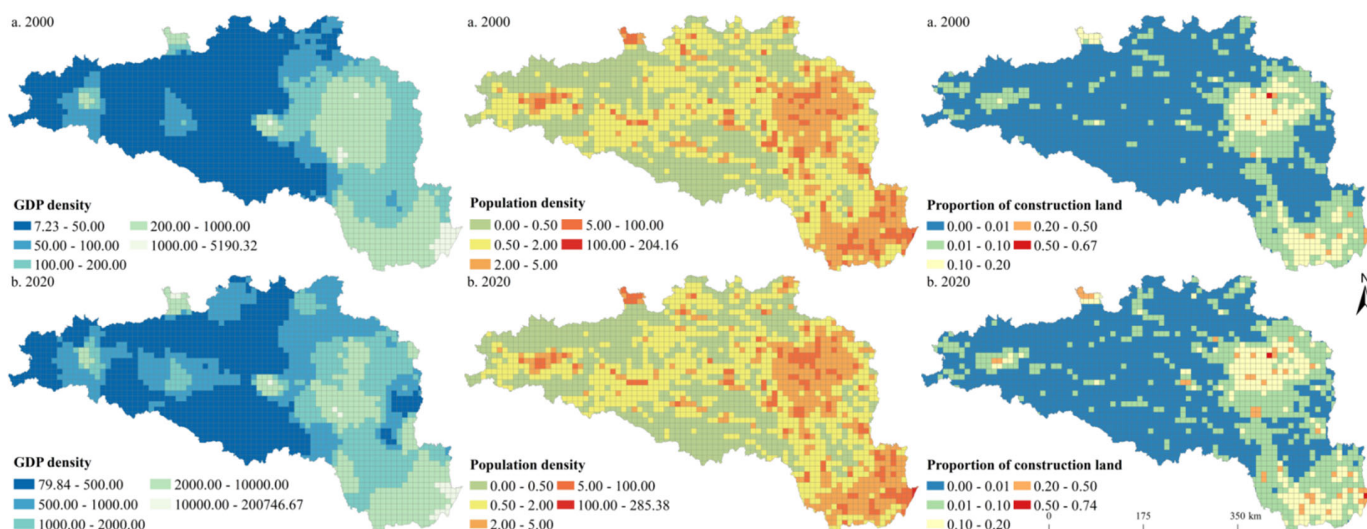 a. 2000
GDP density
7.23 - 50.00
200.00 - 1000.00
50.00 - 100.00
1000.00 - 5190.32
100.00 - 200.00
a. 2000
Population density
0.00 - 0.50
5.00 - 100.00
0.50 - 2.00
100.00 - 204.16
2.00 - 5.00
a. 2000
Proportion of construction land
0.00 - 0.01
0.20 - 0.50
0.01 - 0.10
0.50 - 0.67
0.10 - 0.20
b. 2020
GDP density
79.84 - 500.00
2000.00 - 10000.00
500.00 - 1000.00
10000.00 - 200746.67
1000.00 - 2000.00
b. 2020
Population density
0.00 - 0.50
5.00 - 100.00
0.50 - 2.00
100.00 - 285.38
2.00 - 5.00
b. 2020
N
Proportion of construction land
0.00 - 0.01
0.20 - 0.50
0.01 - 0.10
0.50 - 0.74
0.10 - 0.20
0 175 350 km